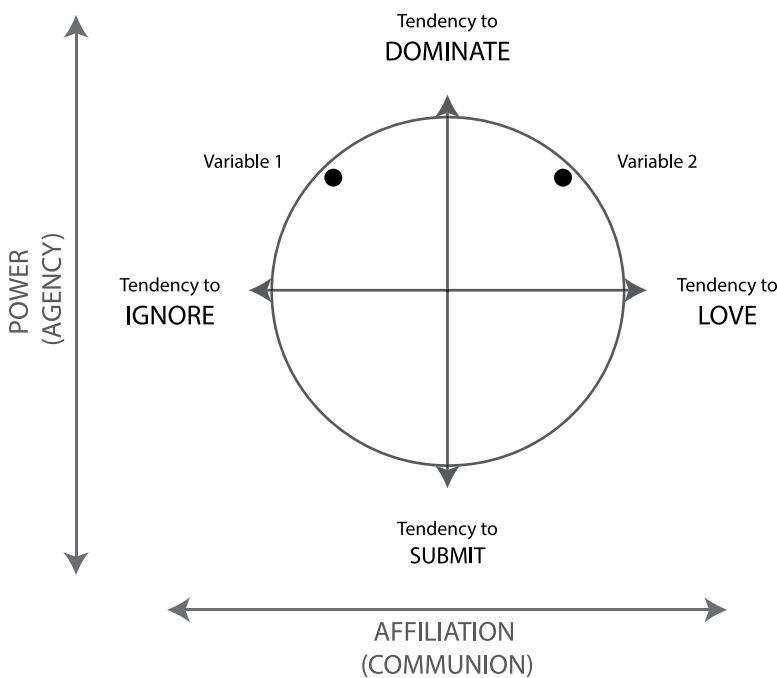 Tendency to
DOMINATE
Variable 1
Variable 2
POWER
(AGENCY)
Tendency to
IGNORE
Tendency to
LOVE
Tendency to
SUBMIT
AFFILIATION
(COMMUNION)